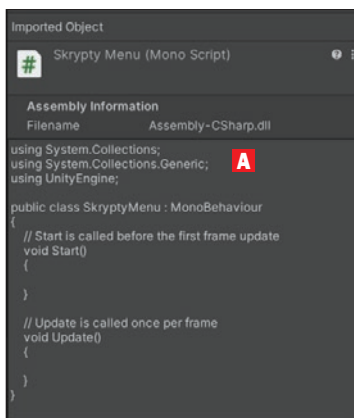 Imported Object
# Skrypty Menu (Mono Script)
Assembly Information
Filename Assembly-CSharp.dll
using System.Collections;
using System.Collections.Generic;
using UnityEngine;
A
public class SkryptyMenu : MonoBehaviour
{
// Start is called before the first frame update
void Start()
{
}
// Update is called once per frame
void Update()
{
}
}